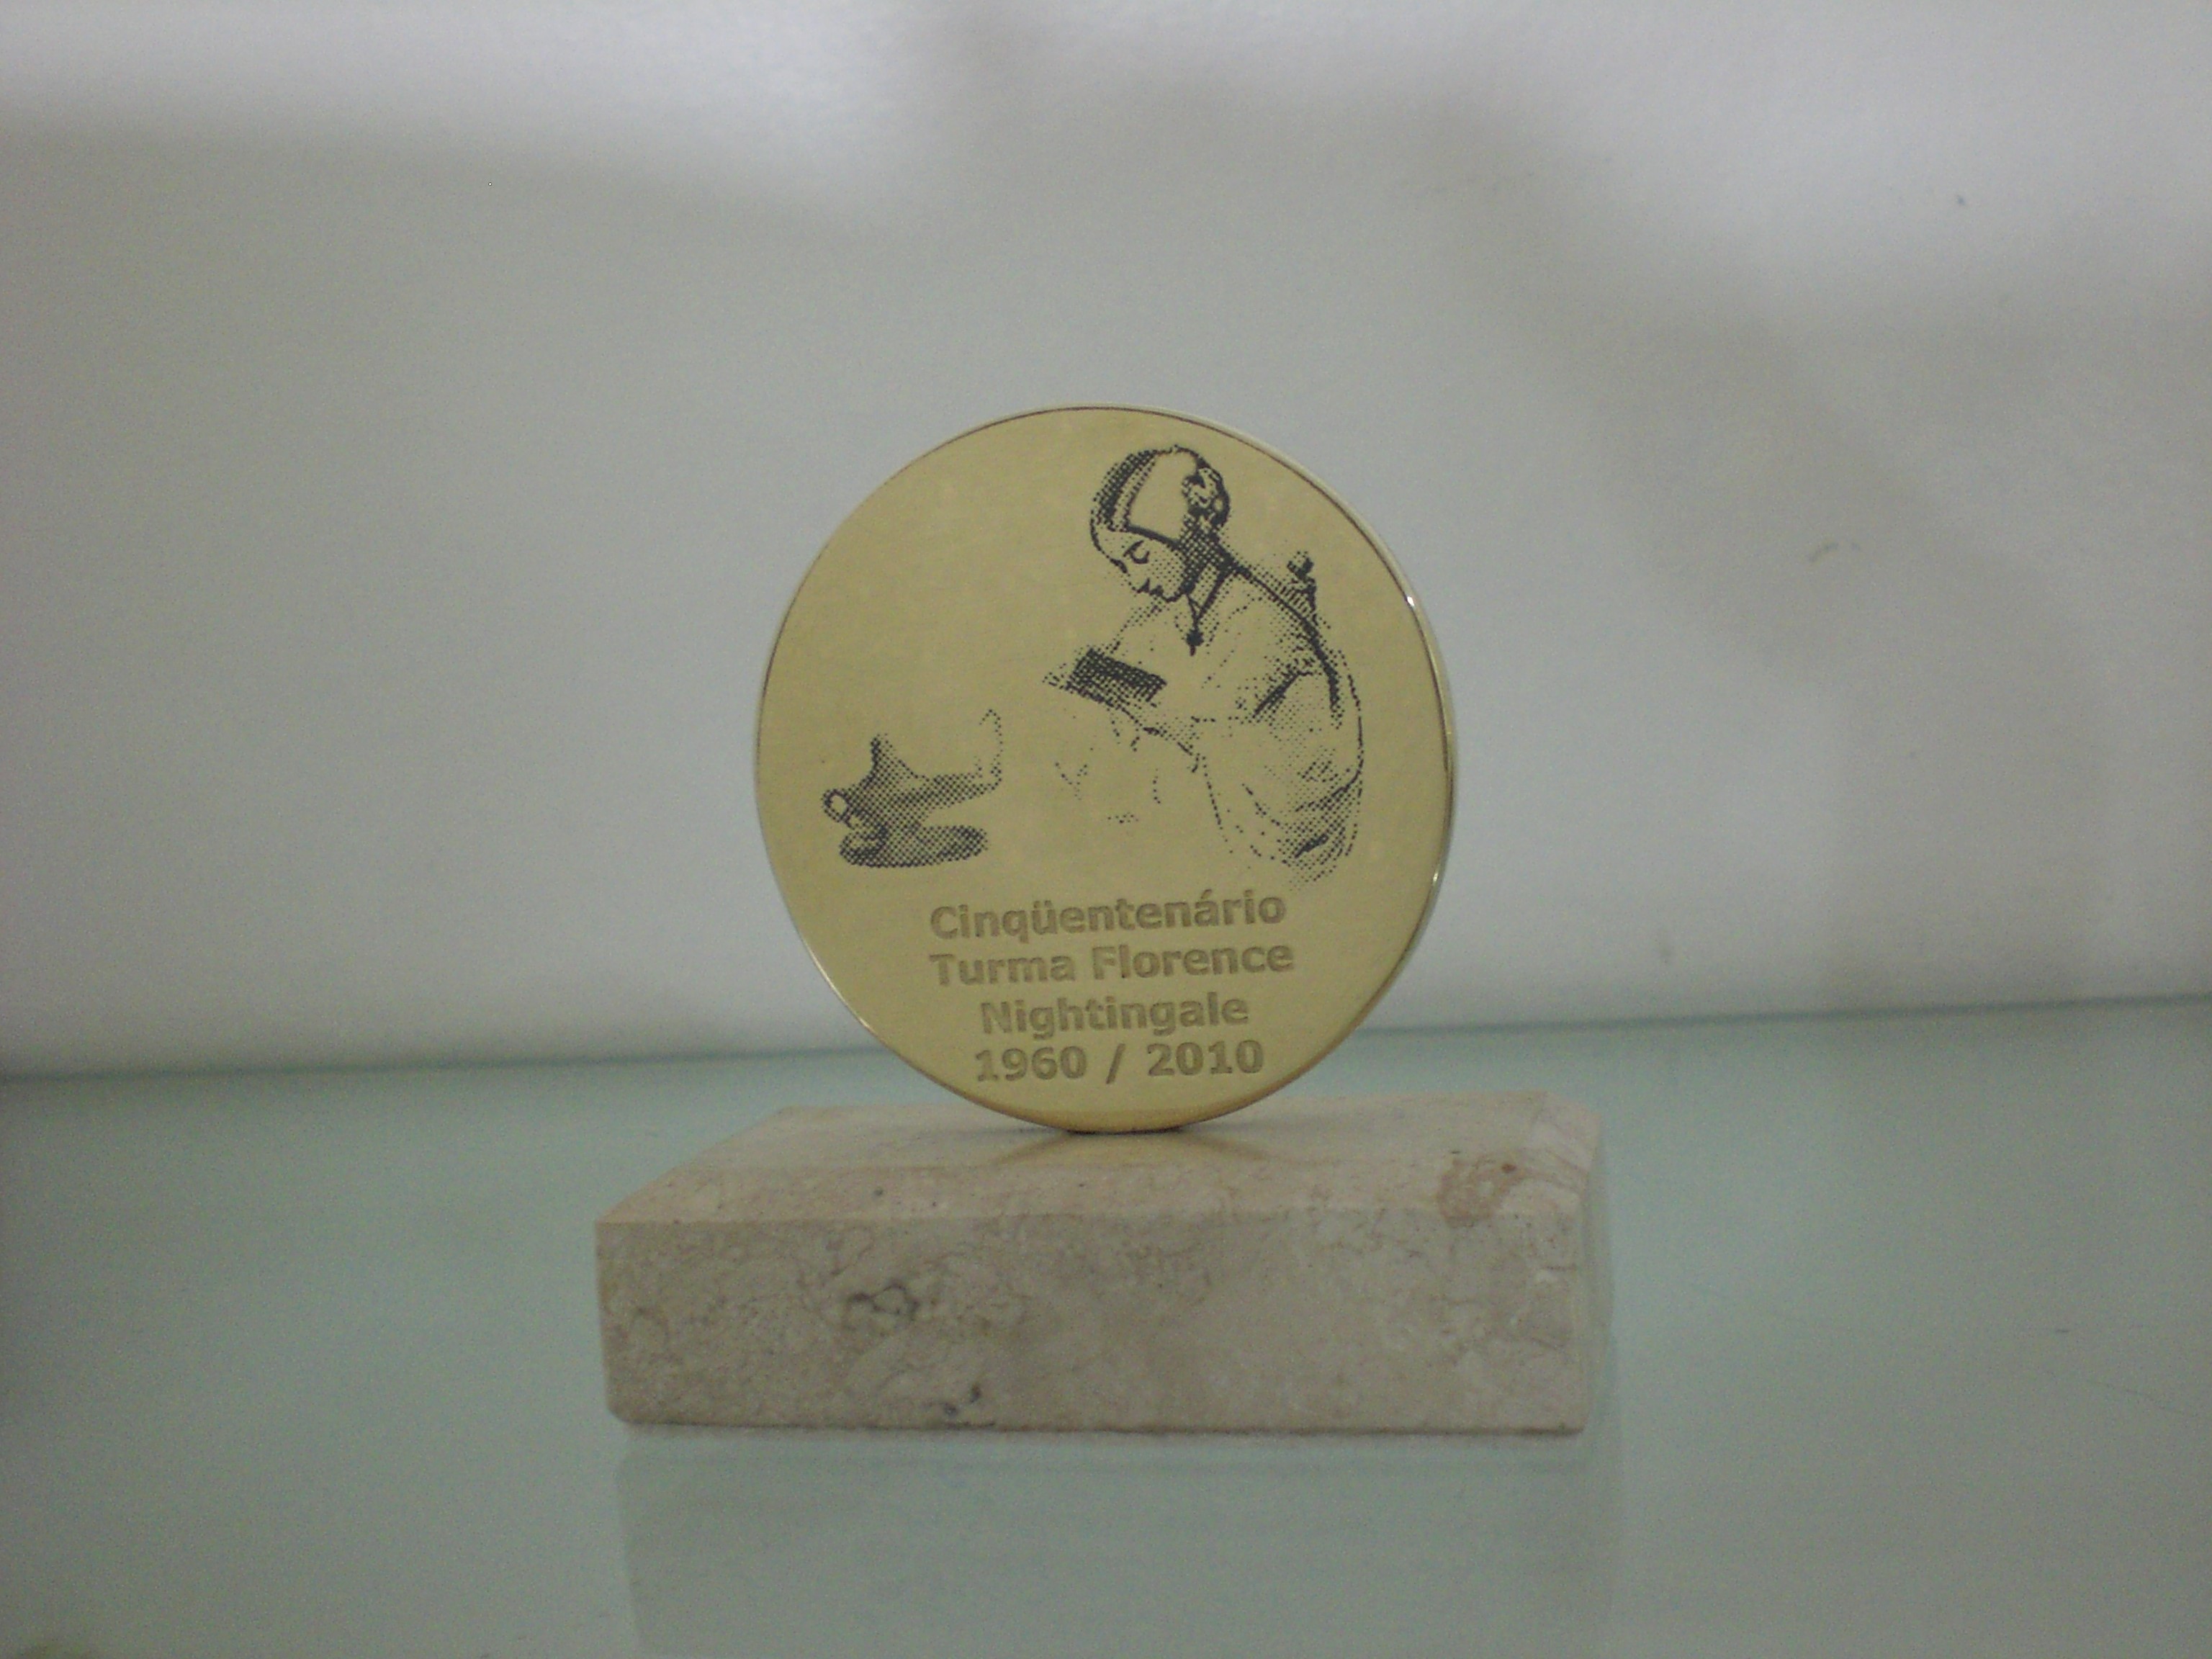 Cinqüentenário
Turma Florence
Nightingale
1960 / 2010